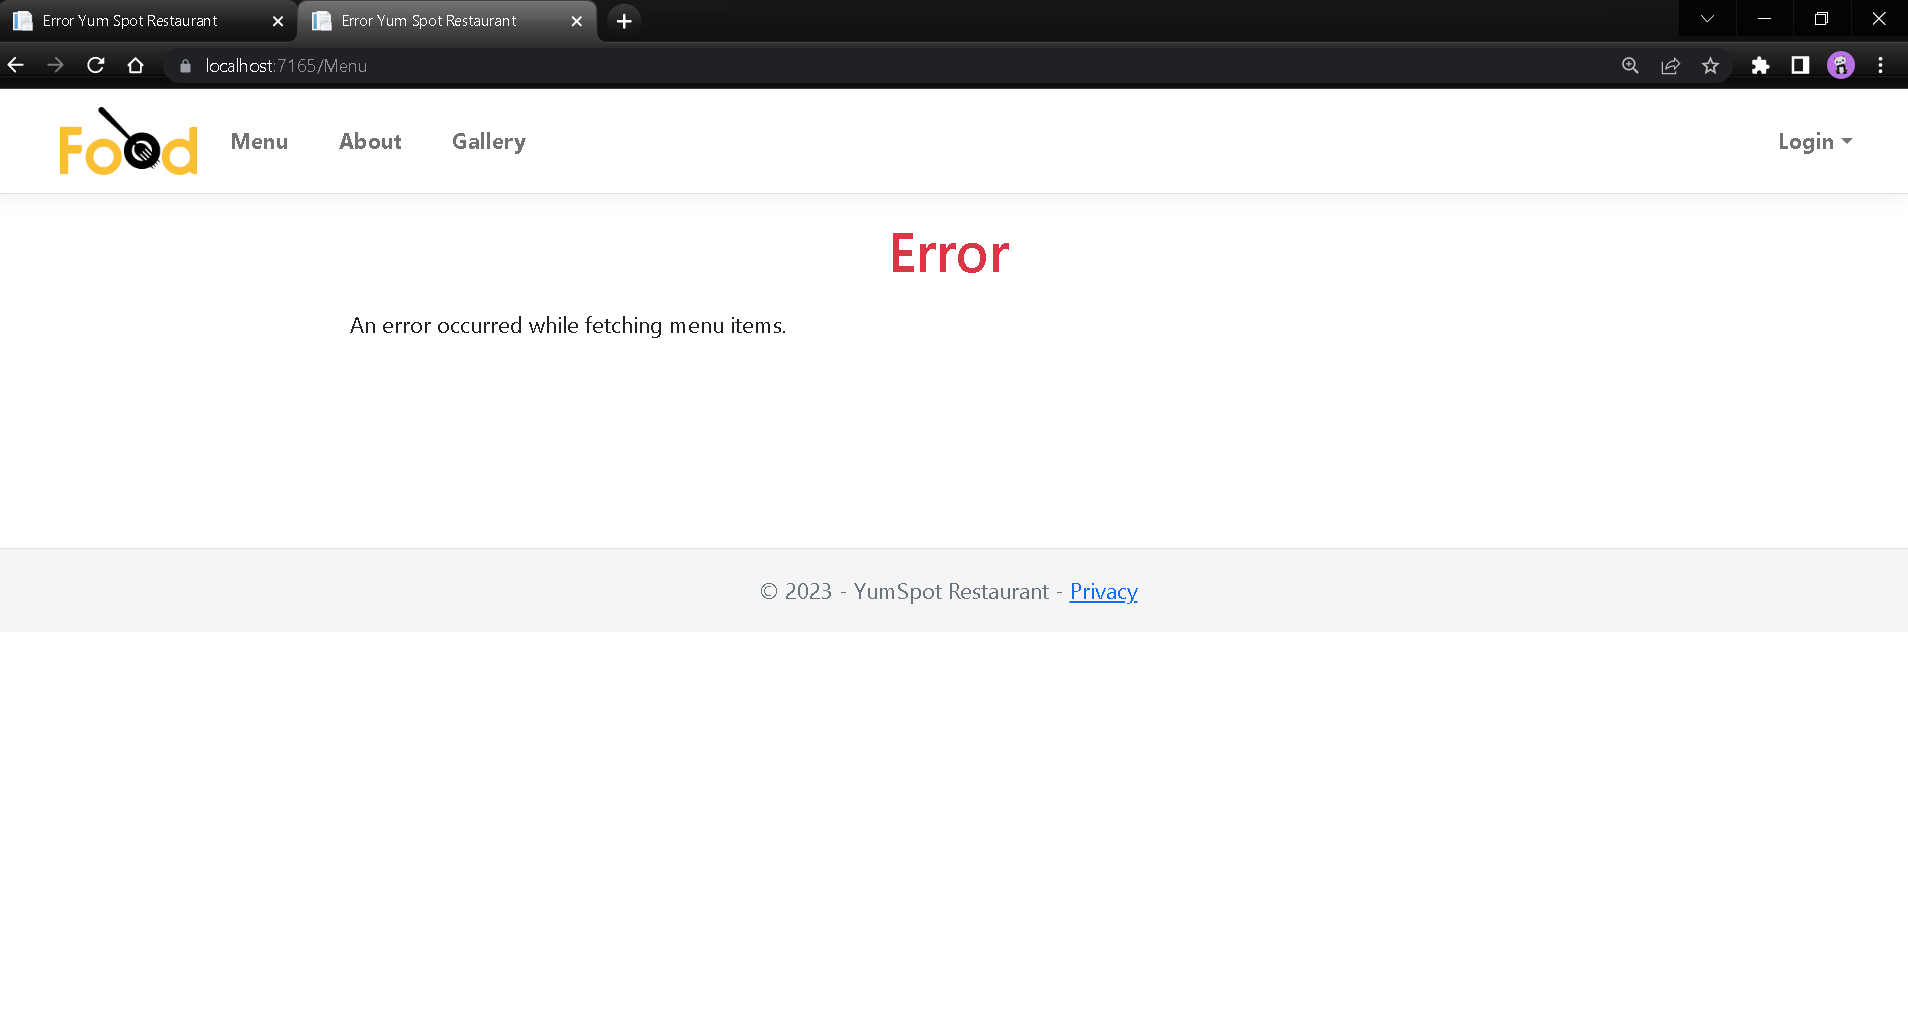 Error Yum Spot Restaurant
Error Yum Spot Restaurant
localhost:7165/Menu
Food
Menu
About
Gallery
Login
Error
An error occurred while fetching menu items.
© 2023 - YumSpot Restaurant - Privacy